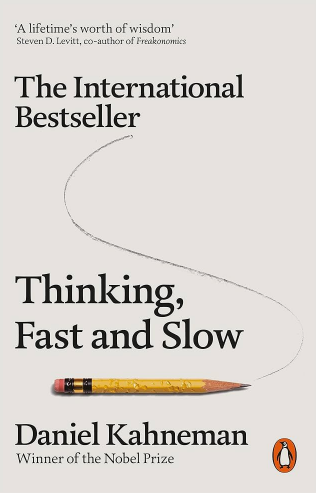 ‘A lifetime’s worth of wisdom’
Steven D. Levitt, co-author of Freakonomics
The International
Bestseller
Thinking,
Fast and Slow
Daniel Kahneman
Winner of the Nobel Prize